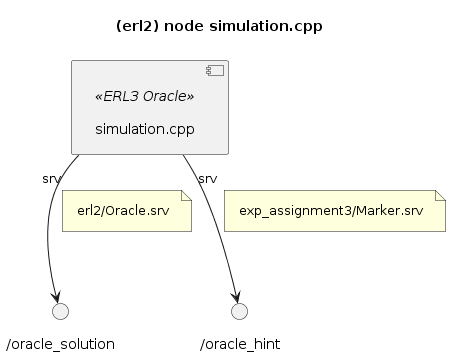 (erl2) node simulation.cpp
«ERL3 Oracle»
simulation.cpp
srv
srv
erl2/Oracle.srv
exp_assignment3/Marker.srv
/oracle_solution
/oracle_hint